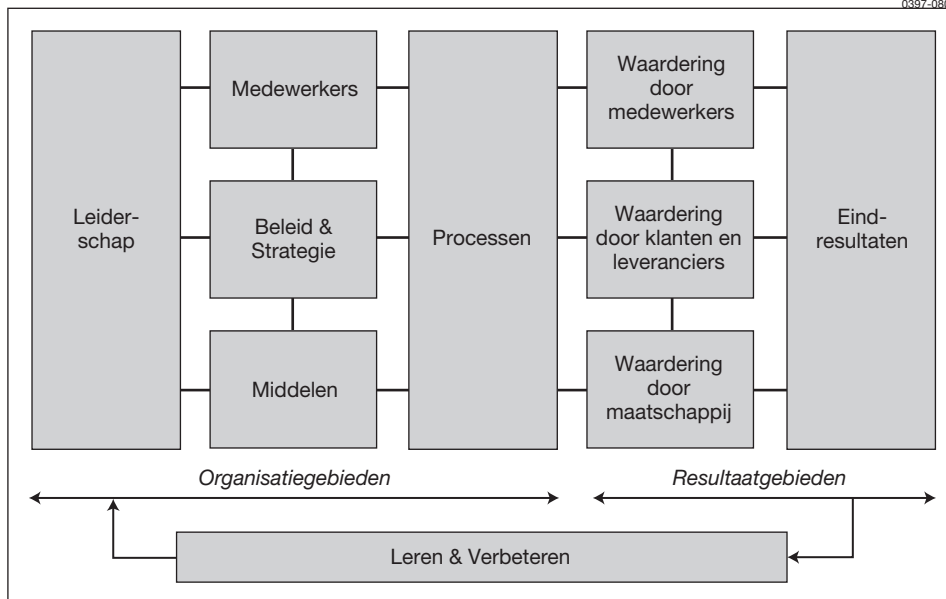 0397-080
Leider-
schap
Medewerkers
Beleid &
Strategie
Middelen
Processen
Waardering
door
medewerkers
Waardering
door klanten en
leveranciers
Waardering
door
maatschappij
Eind-
resultaten
Organisatiegebieden
Resultaatgebieden
Leren & Verbeteren